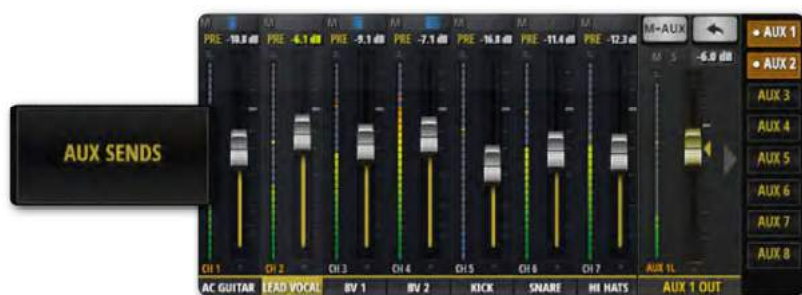 AUX SENDS
M M M M M M M
PRE -10.8 dB PRE -6.1 dB PRE -9.1 dB PRE -7.1 dB PRE -16.8 dB PRE -11.4 dB PRE -12.3 dB
M→AUX
M S -6.0 dB
CH 1 CH 2 CH 3 CH 4 CH 5 CH 6 CH 7 AUX 1L
AC GUITAR LEAD VOCAL BV 1 BV 2 KICK SNARE HI HATS AUX 1 OUT
AUX 1
AUX 2
AUX 3
AUX 4
AUX 5
AUX 6
AUX 7
AUX 8